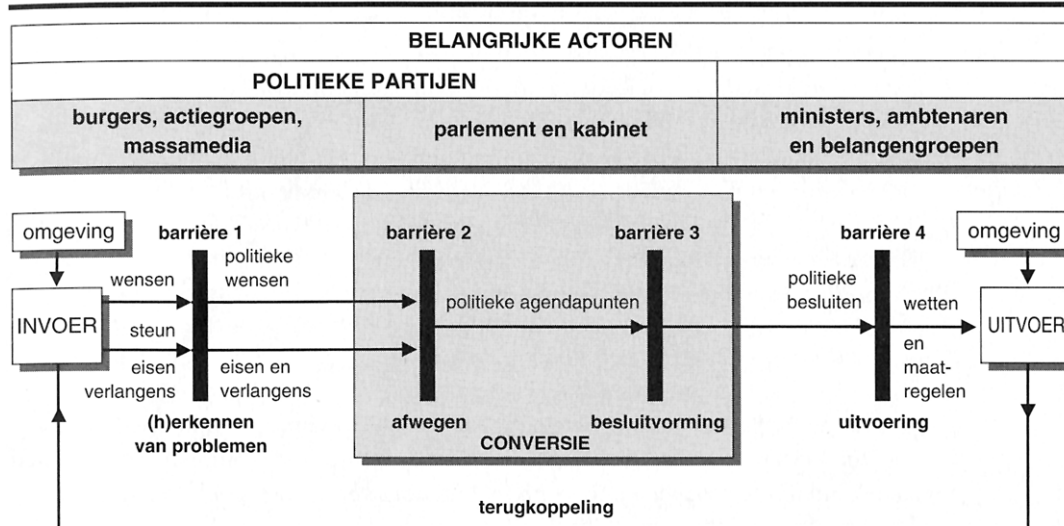 BELANGRIJKE ACTOREN
POLITIEKE PARTIJEN
burgers, actiegroepen,
massamedia
parlement en kabinet
ministers, ambtenaren
en belangengroepen
omgeving
barrière 1
barrière 2
barrière 3
barrière 4
omgeving
INVOER
wensen
steun
eisen
verlangens
politieke
wensen
eisen en
verlangens
politieke agendapunten
politieke
besluiten
wetten
en
maat-
regelen
UITVOER
(h)erkennen
van problemen
afwegen
besluitvorming
uitvoering
CONVERSIE
terugkoppeling